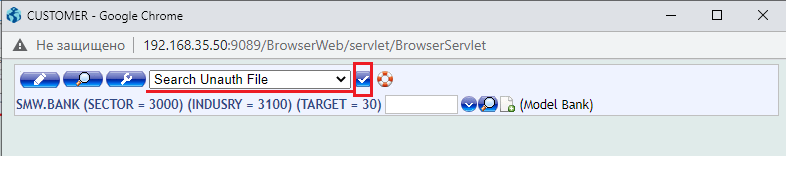 CUSTOMER - Google Chrome
Не защищено 192.168.35.50:9089/BrowserWeb/servlet/BrowserServlet
Search Unauth File
SMW.BANK (SECTOR = 3000) (INDUSRY = 3100) (TARGET = 30) (Model Bank)